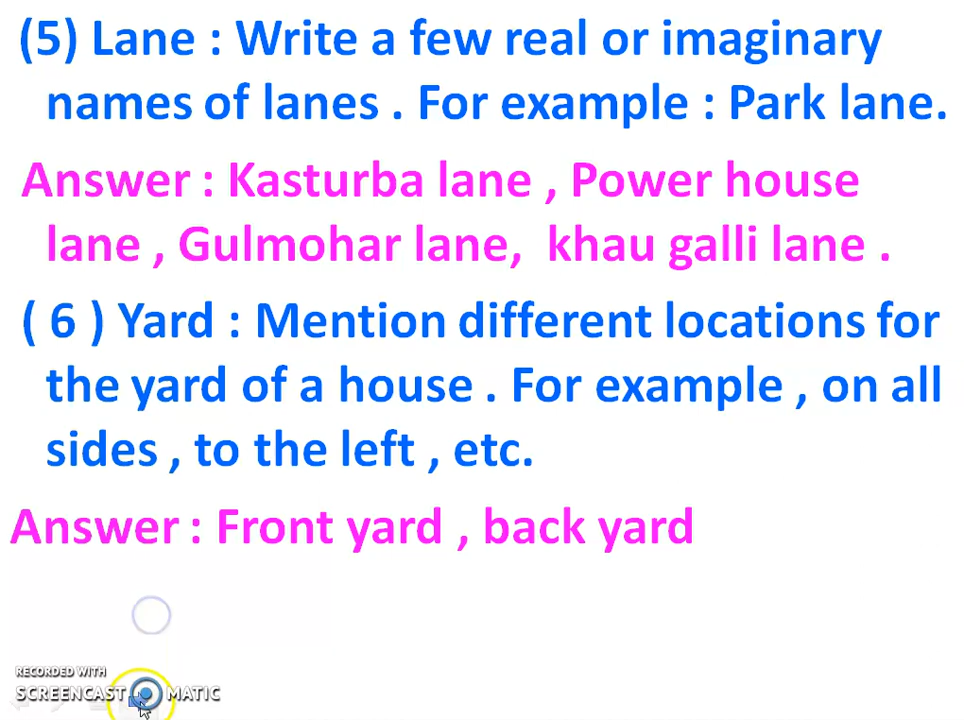 (5) Lane : Write a few real or imaginary
names of lanes . For example : Park lane.
Answer : Kasturba lane , Power house
lane , Gulmohar lane, khau galli lane .
( 6 ) Yard : Mention different locations for
the yard of a house . For example , on all
sides , to the left , etc.
Answer : Front yard , back yard
RECORDED WITH
SCREENCAST MATIC